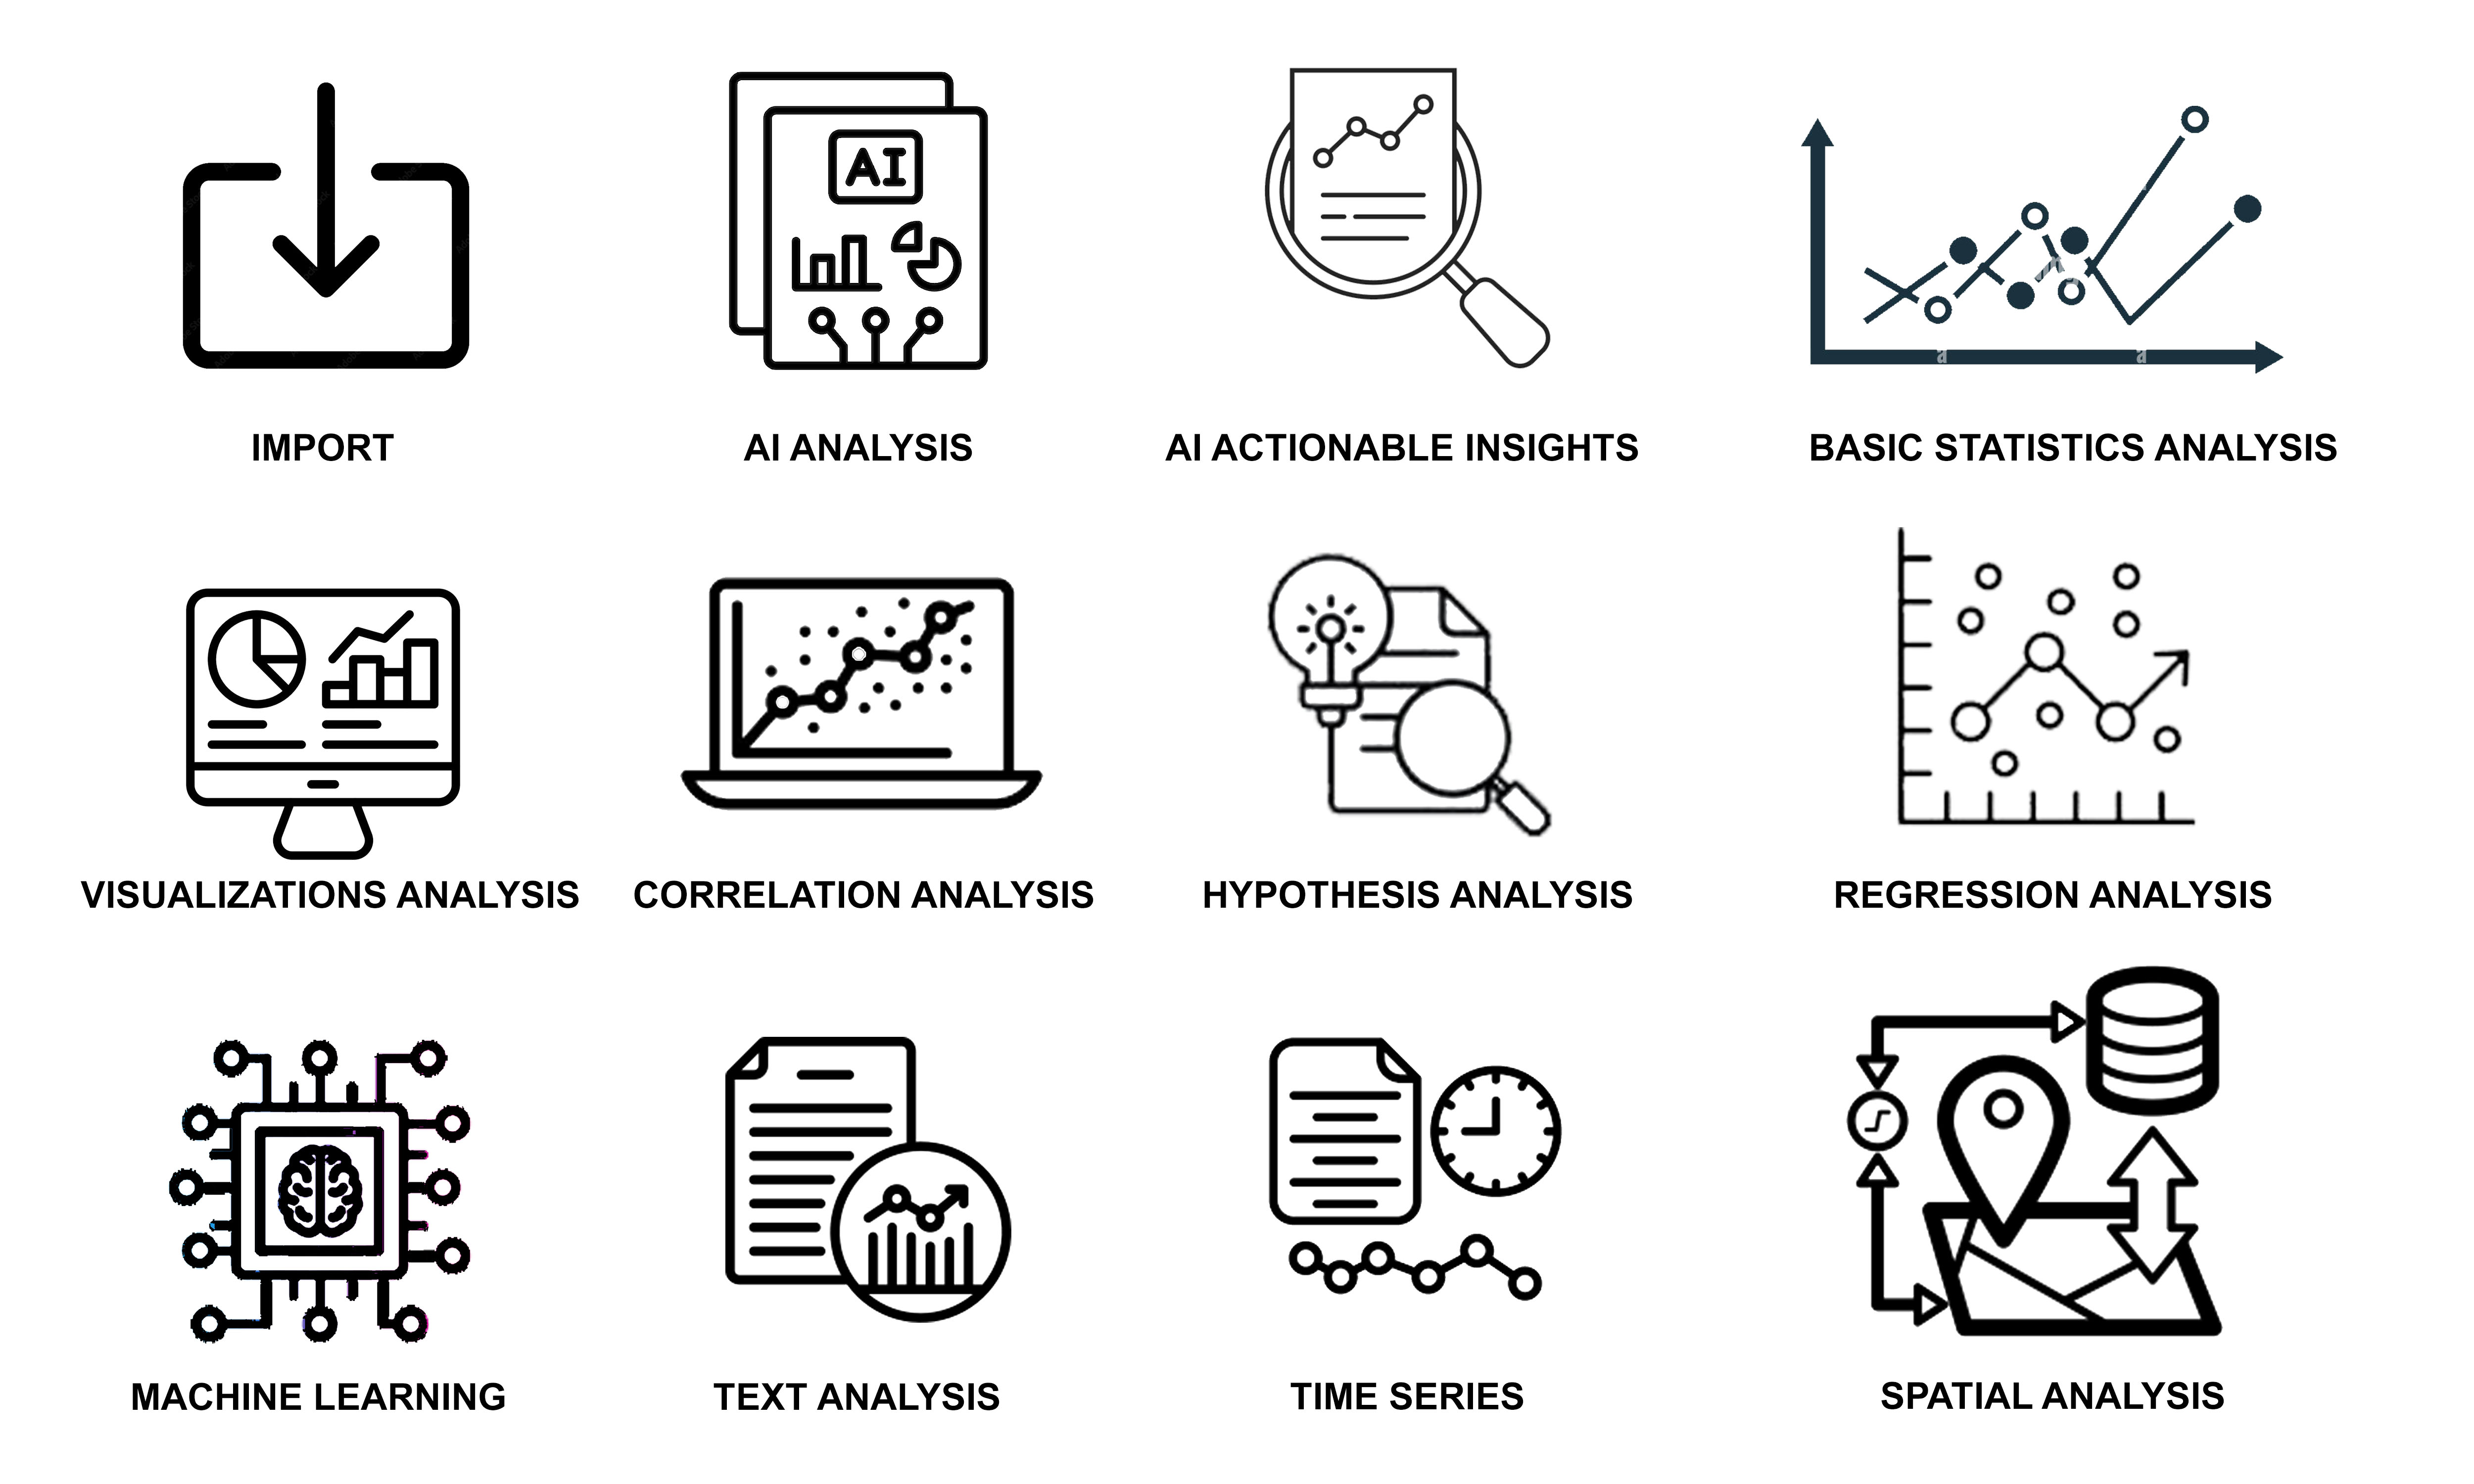 AI
IMPORT
AI ANALYSIS
AI ACTIONABLE INSIGHTS
a
a
BASIC STATISTICS ANALYSIS
VISUALIZATIONS ANALYSIS
CORRELATION ANALYSIS
HYPOTHESIS ANALYSIS
REGRESSION ANALYSIS
MACHINE LEARNING
TEXT ANALYSIS
TIME SERIES
SPATIAL ANALYSIS